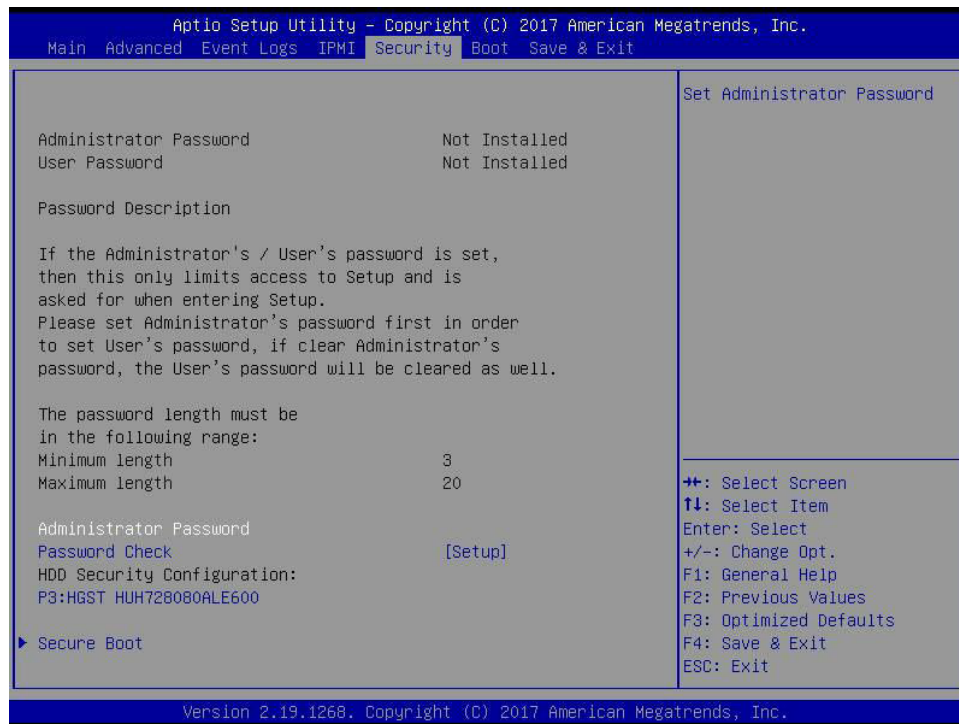 Aptio Setup Utility – Copyright (C) 2017 American Megatrends, Inc.
Main Advanced Event Logs IPMI Security Boot Save & Exit
Set Administrator Password
Administrator Password Not Installed
User Password Not Installed
Password Description
If the Administrator's / User's password is set,
then this only limits access to Setup and is
asked for when entering Setup.
Please set Administrator's password first in order
to set User's password, if clear Administrator's
password, the User's password will be cleared as well.
The password length must be
in the following range:
Minimum length 3
Maximum length 20
Administrator Password
Password Check [Setup]
HDD Security Configuration:
P3:HGST HUH728080ALE600
▶ Secure Boot
→←: Select Screen
↑↓: Select Item
Enter: Select
+/-: Change Opt.
F1: General Help
F2: Previous Values
F3: Optimized Defaults
F4: Save & Exit
ESC: Exit
Version 2.19.1268. Copyright (C) 2017 American Megatrends, Inc.